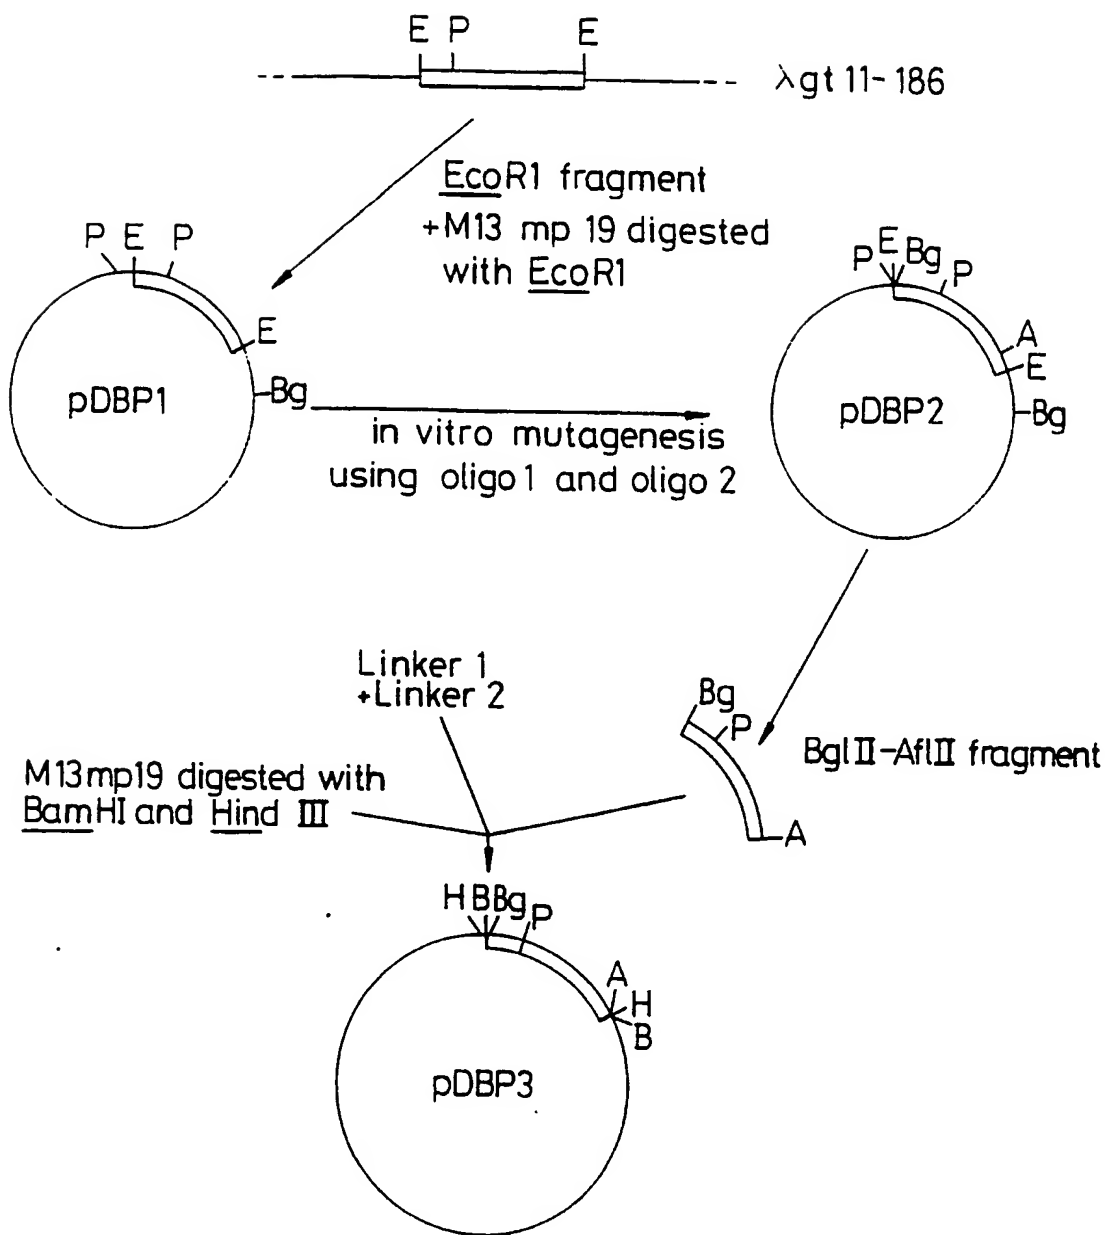 E P E
λgt 11-186
EcoR1 fragment
+M13 mp 19 digested
with EcoR1
P E P
E
Bg
pDBP1
in vitro mutagenesis
using oligo 1 and oligo 2
P E Bg P
A
E
Bg
pDBP2
Linker 1
+Linker 2
Bg
P
A
BglII-AflII fragment
M13mp19 digested with
BamHI and Hind III
H B Bg P
A
H
B
pDBP3